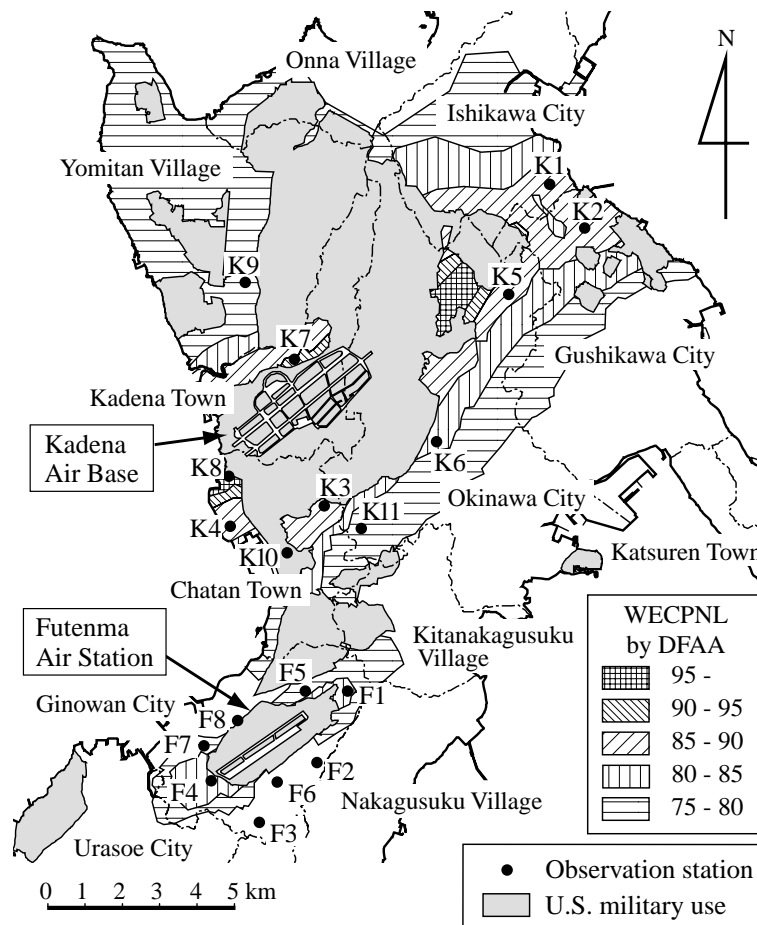 Onna Village
N
Ishikawa City
Yomitan Village
K1
K2
K9
K5
K7
Gushikawa City
Kadena Town
Kadena
Air Base
K6
K8
K3
Okinawa City
K4
K11
K10
Katsuren Town
Chatan Town
WECPNL
by DFAA
95 -
90 - 95
85 - 90
80 - 85
75 - 80
Futenma
Air Station
Kitanakagusuku
Village
F5
F1
Ginowan City
F8
F7
F2
F4
F6
Nakagusuku Village
F3
Urasoe City
Observation station
U.S. military use
0 1 2 3 4 5 km